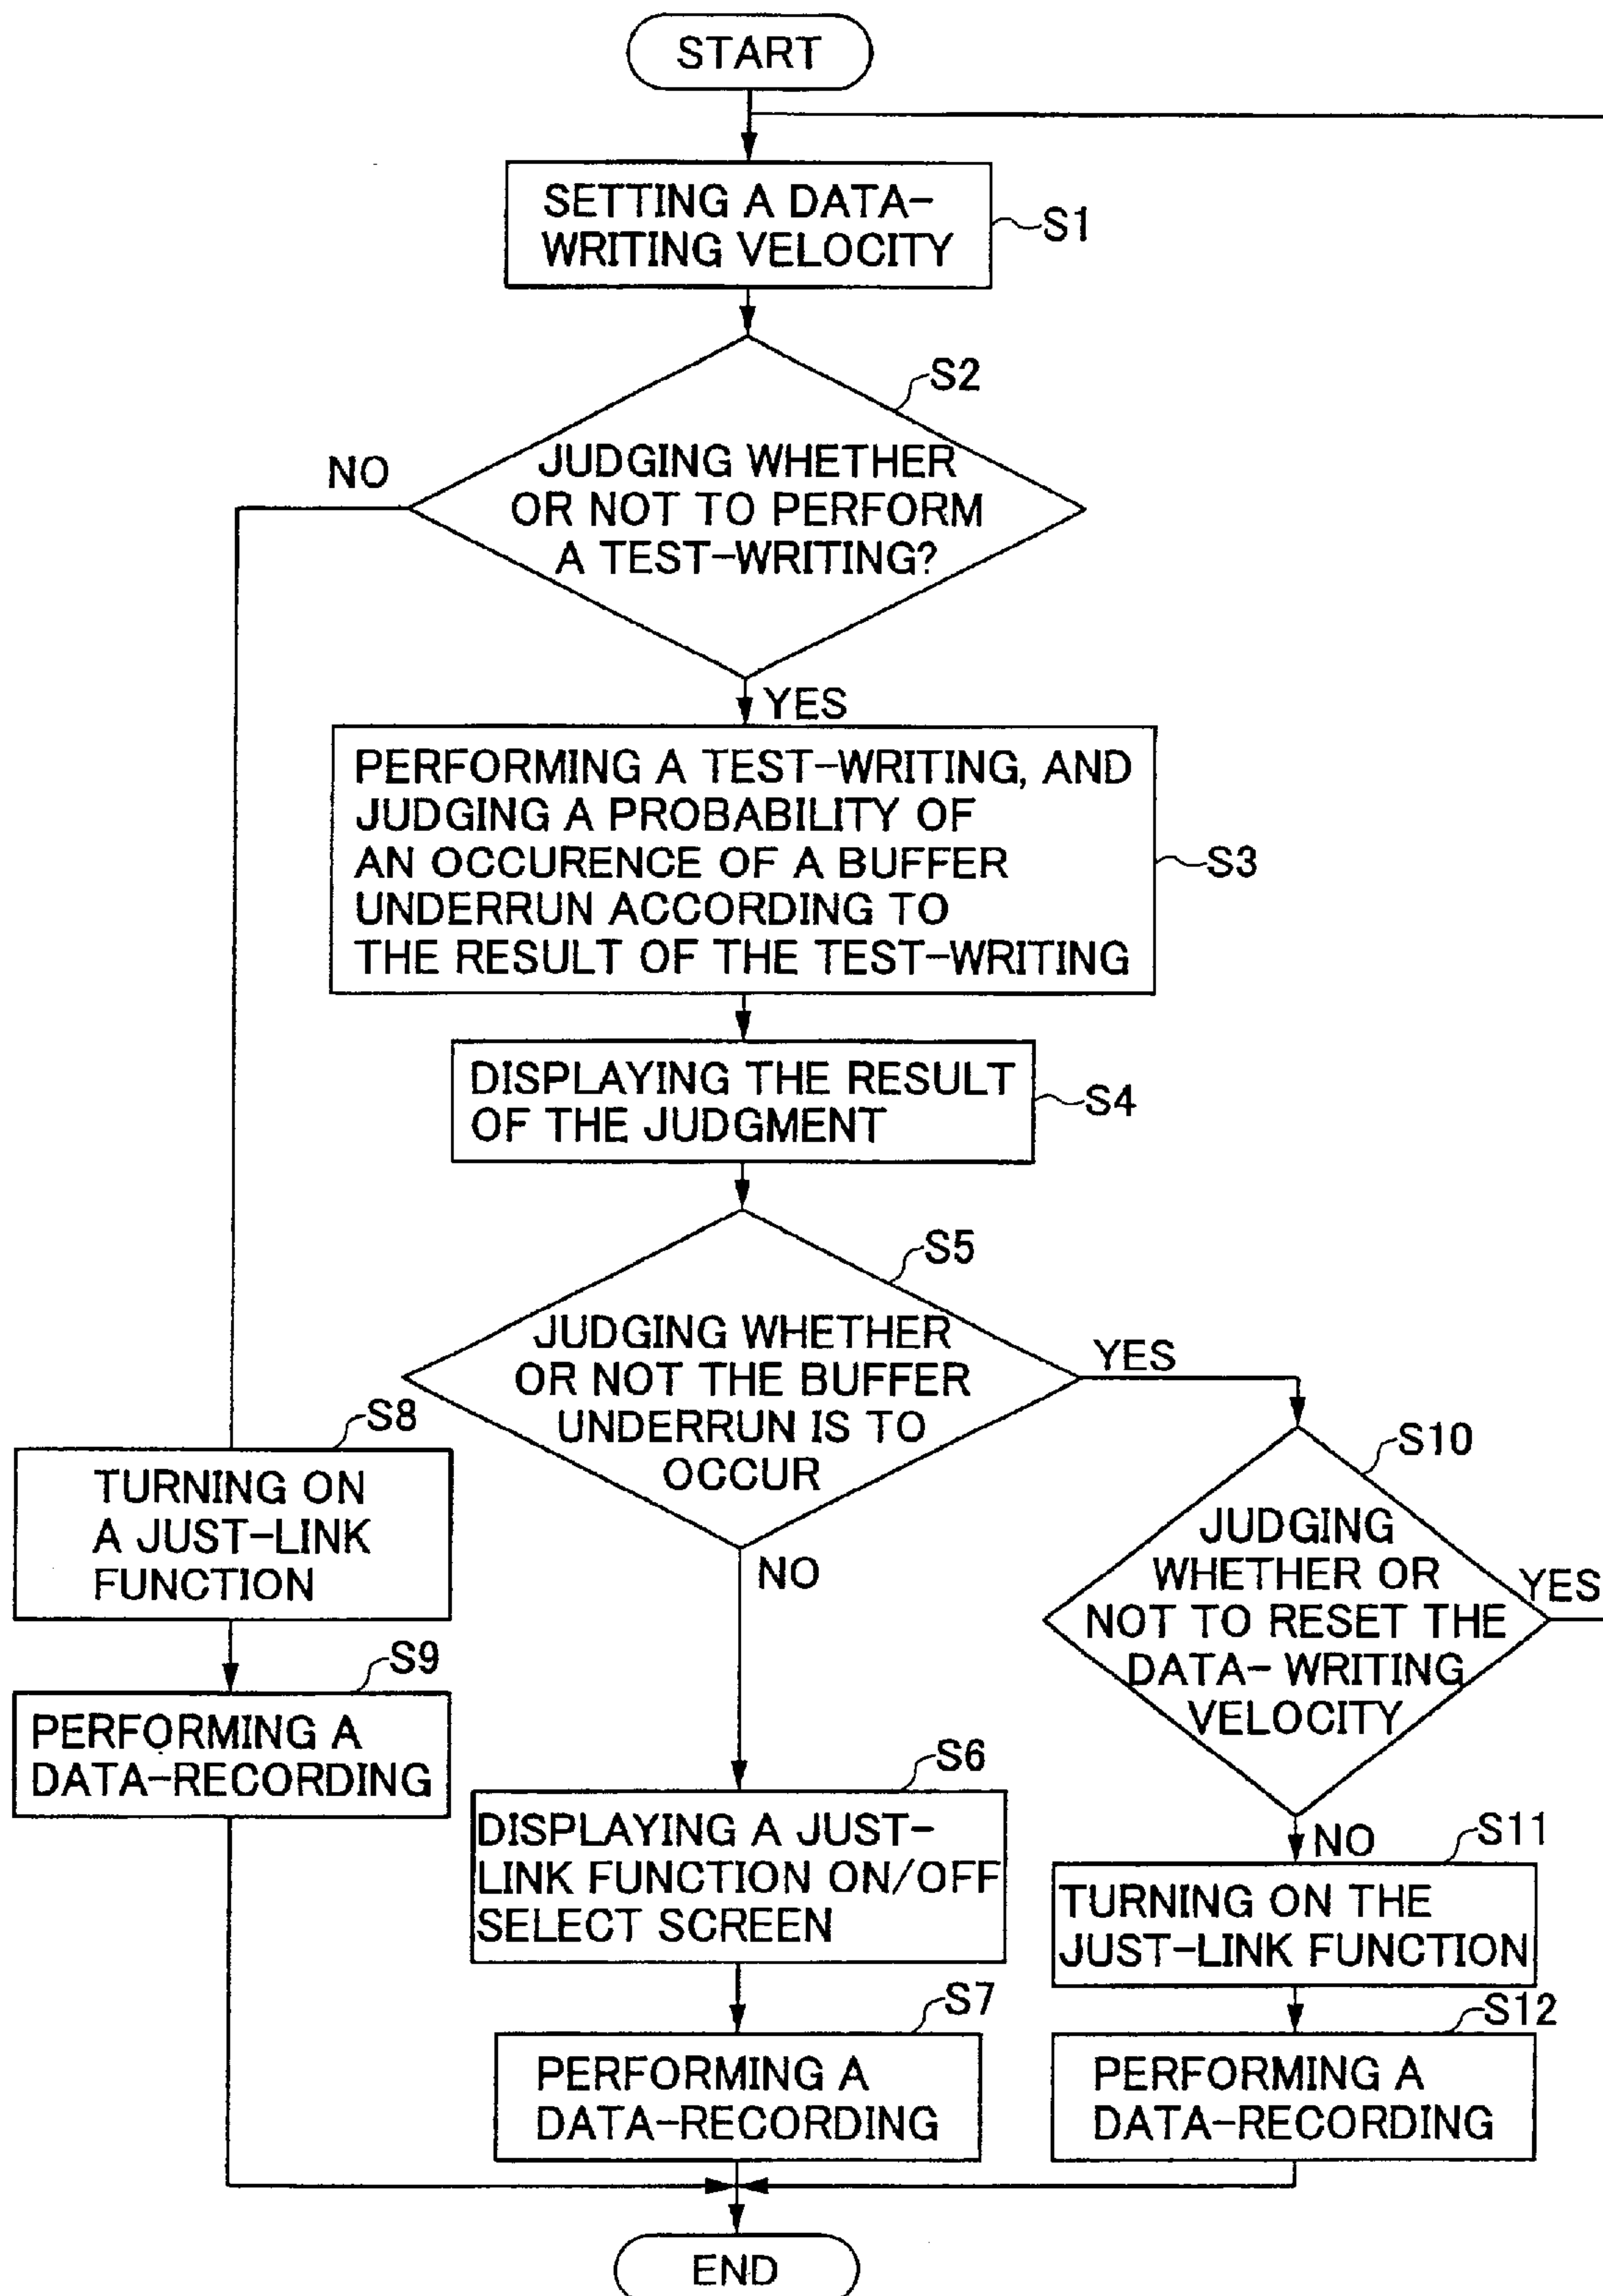 START
SETTING A DATA-
WRITING VELOCITY
S1
S2
NO
JUDGING WHETHER
OR NOT TO PERFORM
A TEST-WRITING?
YES
PERFORMING A TEST-WRITING, AND
JUDGING A PROBABILITY OF
AN OCCURENCE OF A BUFFER
UNDERRUN ACCORDING TO
THE RESULT OF THE TEST-WRITING
S3
DISPLAYING THE RESULT
OF THE JUDGMENT
S4
S5
JUDGING WHETHER
OR NOT THE BUFFER
UNDERRUN IS TO
OCCUR
YES
NO
S8
TURNING ON
A JUST-LINK
FUNCTION
S9
PERFORMING A
DATA-RECORDING
S10
JUDGING
WHETHER OR
NOT TO RESET THE
DATA- WRITING
VELOCITY
YES
NO
S6
DISPLAYING A JUST-
LINK FUNCTION ON/OFF
SELECT SCREEN
S11
TURNING ON THE
JUST-LINK FUNCTION
S7
PERFORMING A
DATA-RECORDING
S12
PERFORMING A
DATA-RECORDING
END